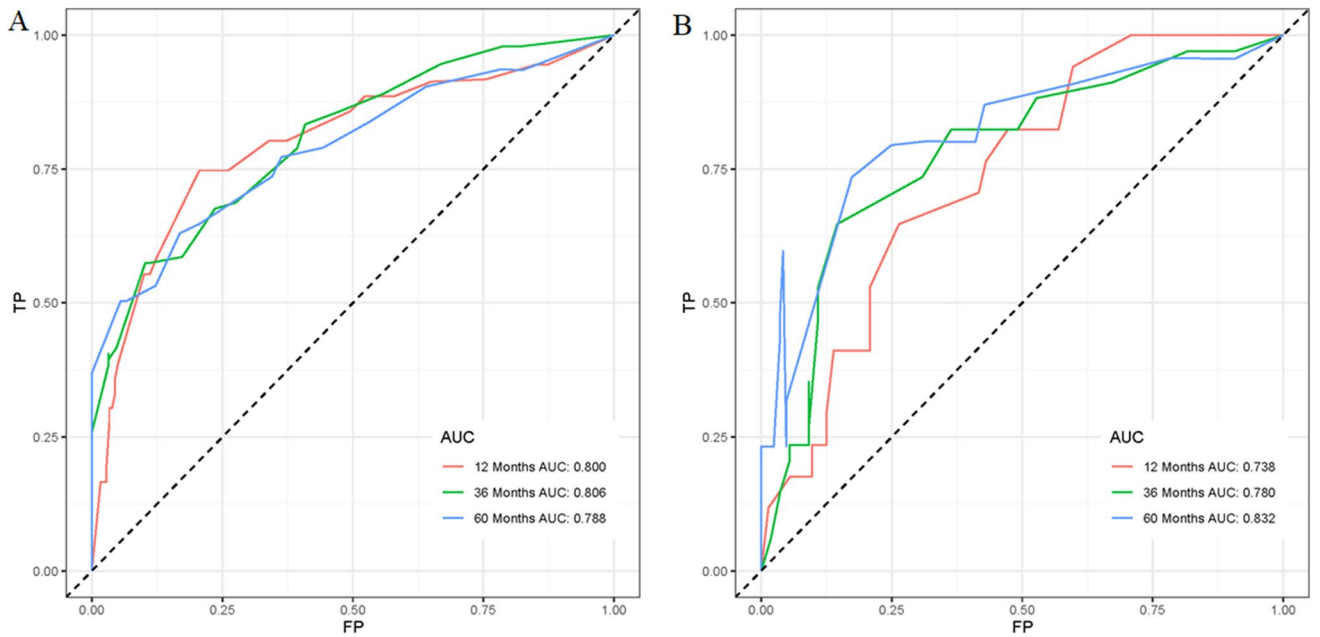 A
1.00
0.75
0.50
0.25
0.00
TP
AUC
12 Months AUC: 0.800
36 Months AUC: 0.806
60 Months AUC: 0.788
0.00 0.25 0.50 0.75 1.00
FP
B
1.00
0.75
0.50
0.25
0.00
TP
AUC
12 Months AUC: 0.738
36 Months AUC: 0.780
60 Months AUC: 0.832
0.00 0.25 0.50 0.75 1.00
FP